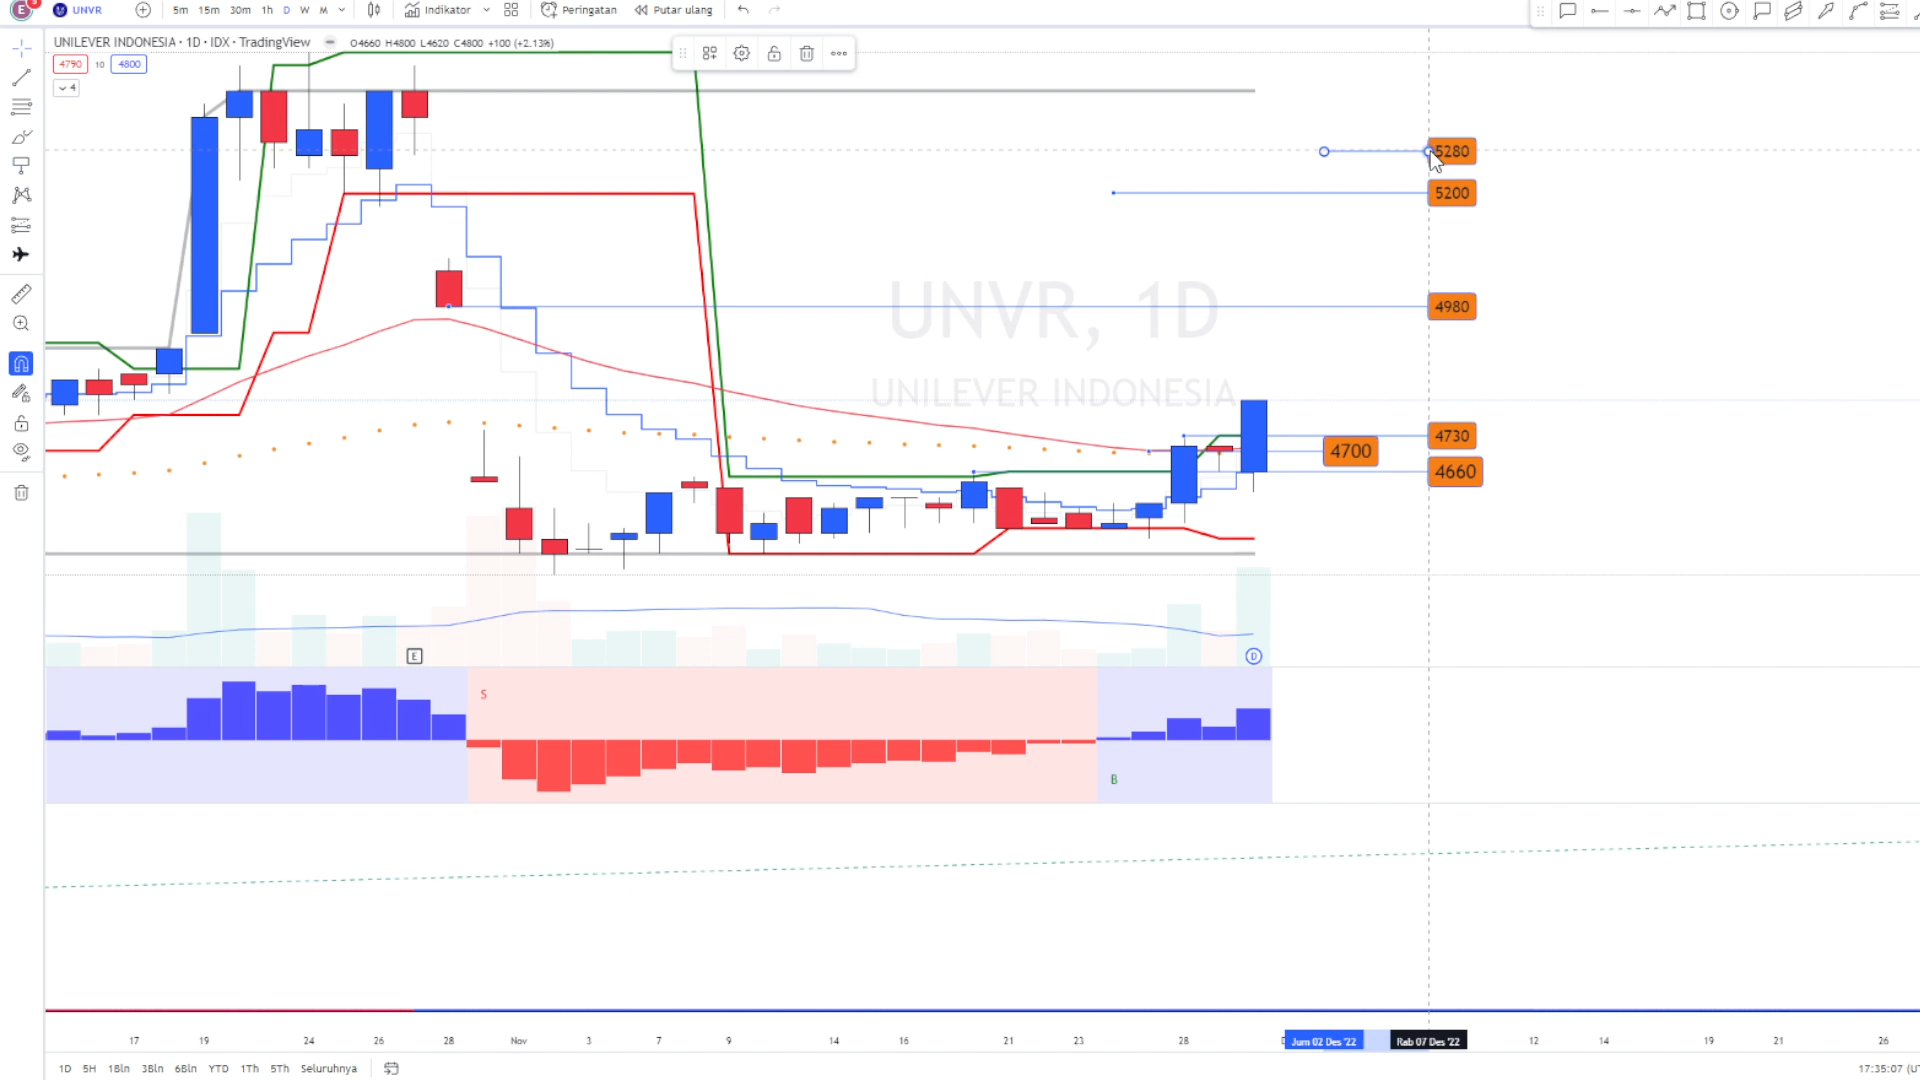 E 5 UNVR 5m 15m 30m 1h D W M Indikator Peringatan Putar ulang
UNILEVER INDONESIA · 1D · IDX · TradingView O4660 H4800 L4620 C4800 +100 (+2.13%)
4790 10 4800
4
5280
5200
UNVR, 1D
4980
UNILEVER INDONESIA
4730
4700
4660
E
D
S
B
17 19 24 26 28 Nov 3 7 9 14 16 21 23 28 Jum 02 Des '22 Rab 07 Des '22 12 14 19 21 26
1D 5H 1Bln 3Bln 6Bln YTD 1Th 5Th Seluruhnya 17:35:07